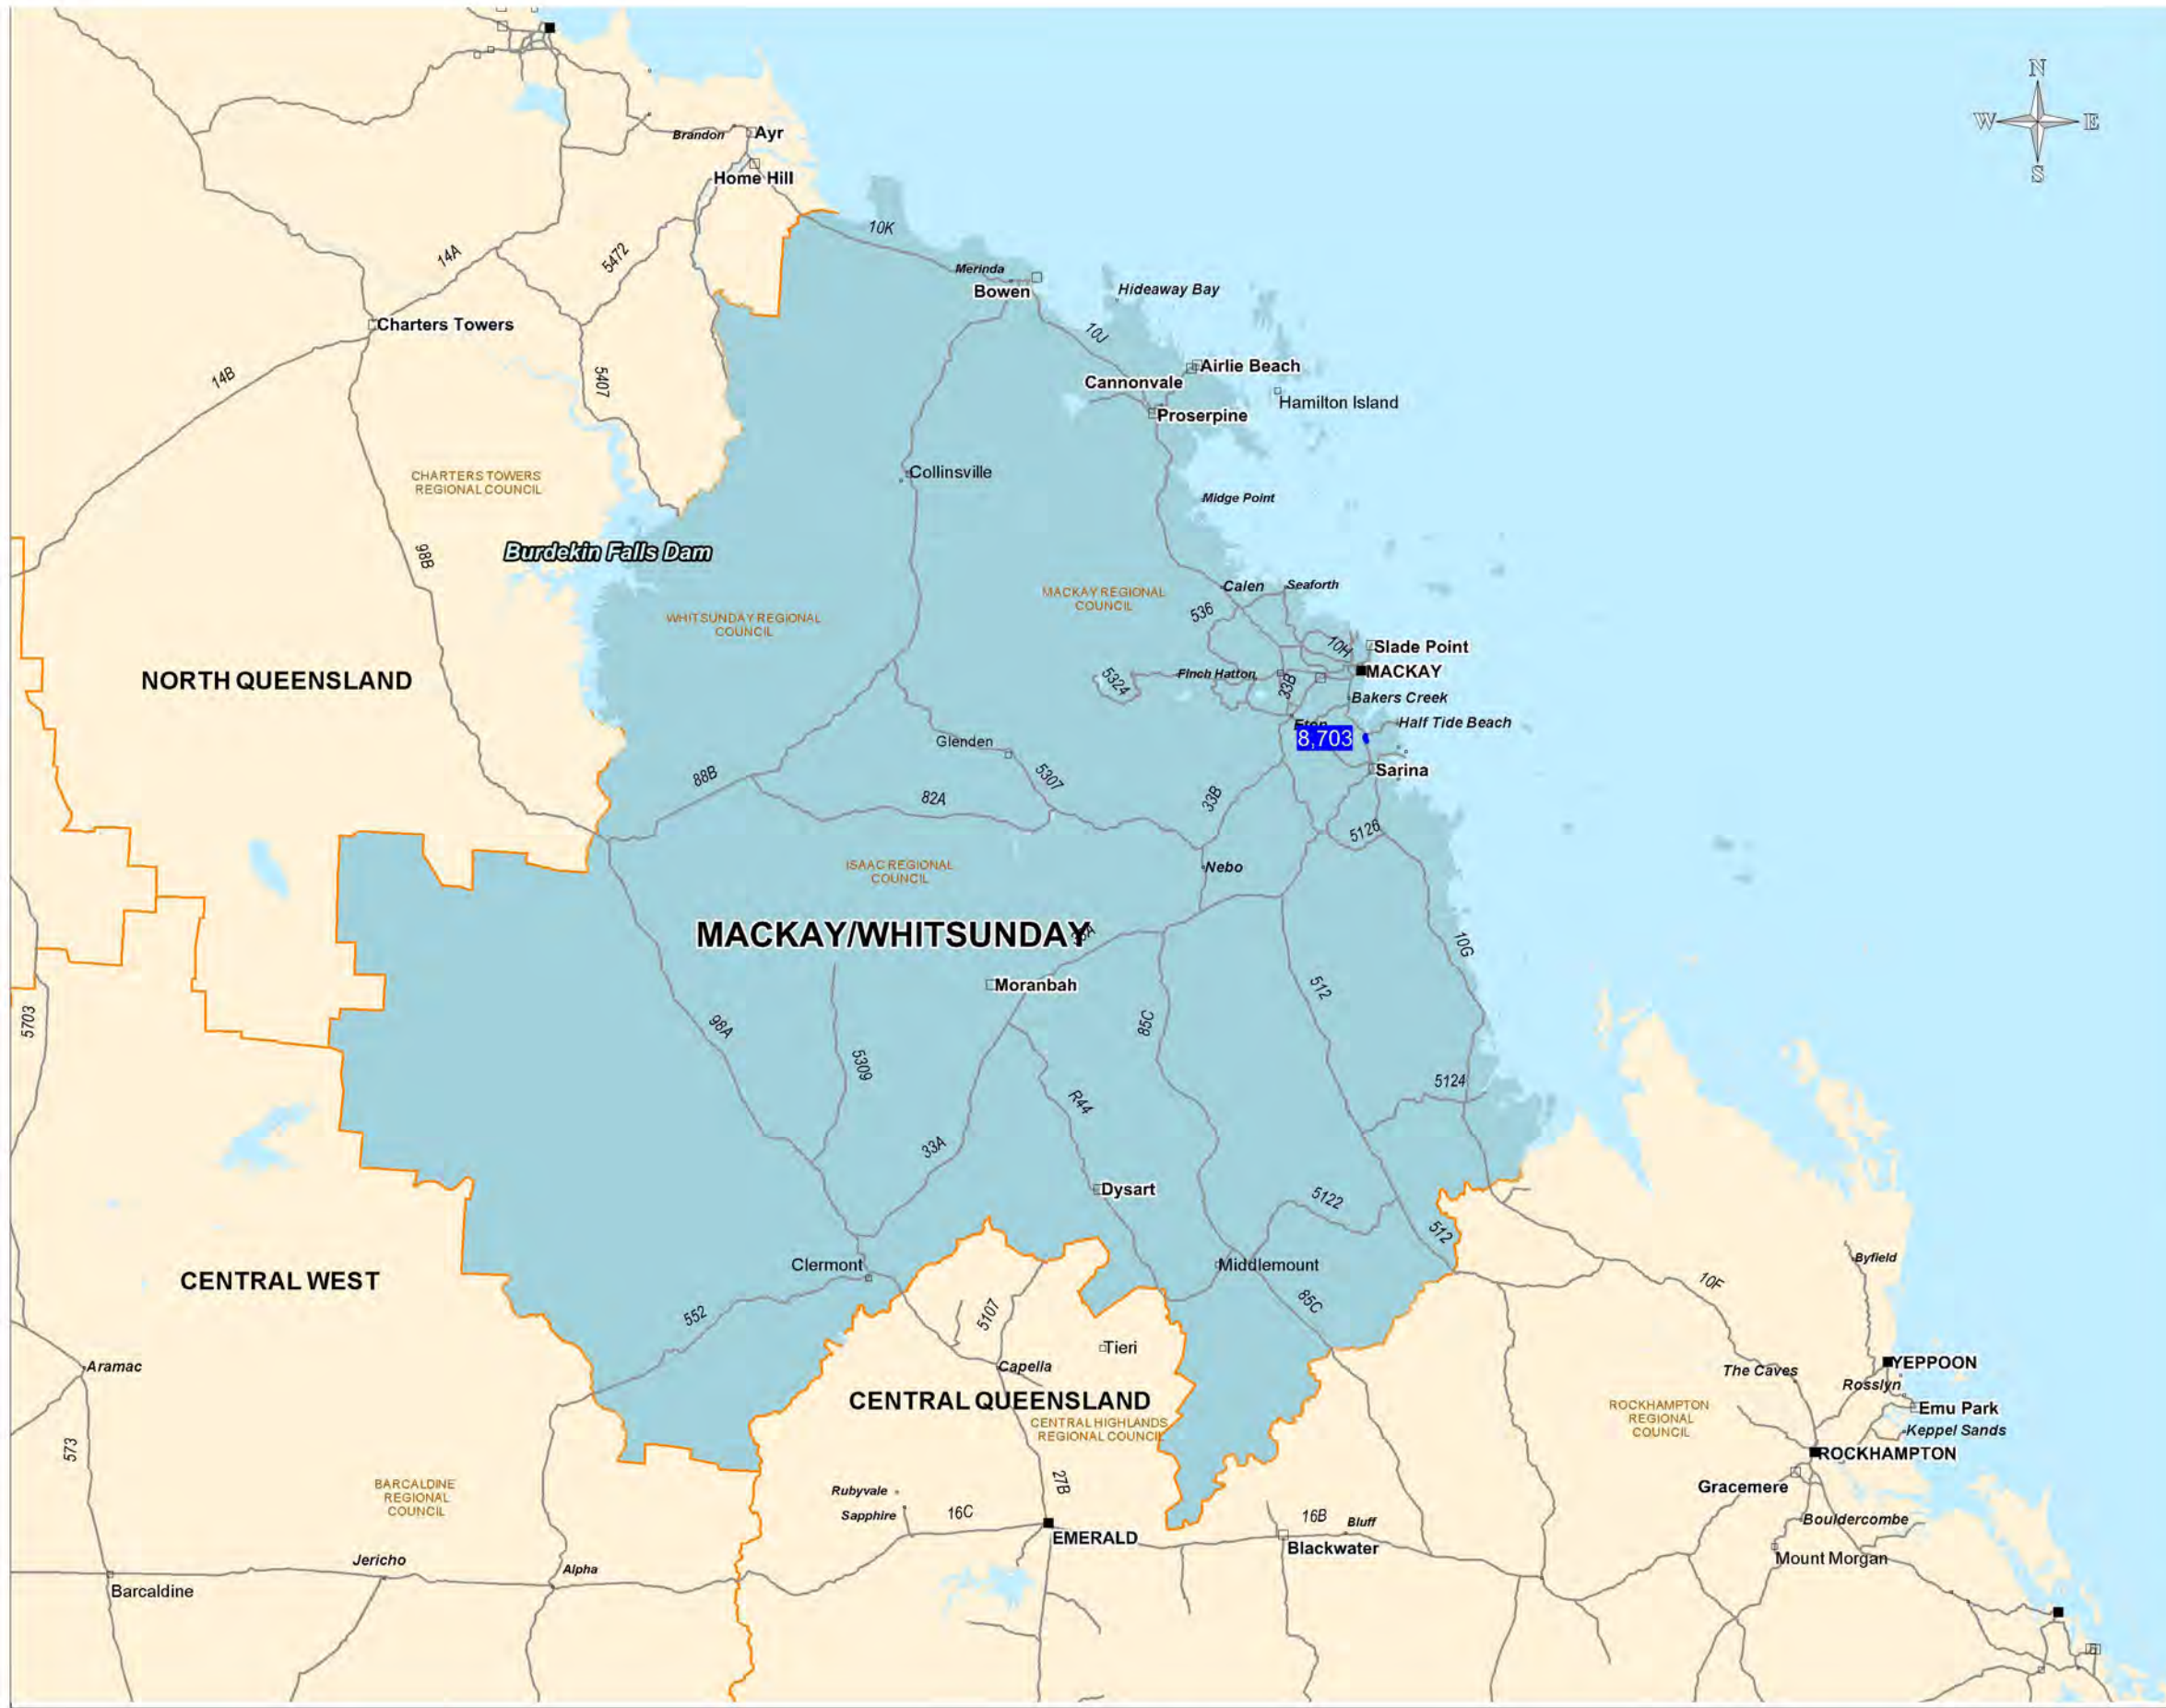 N
W
E
S
Brandon
Ayr
Home Hill
10K
14A
5472
Merinda
Bowen
Hideaway Bay
Charters Towers
10J
14B
5407
Airlie Beach
Cannonvale
Hamilton Island
Proserpine
Collinsville
CHARTERS TOWERS
REGIONAL COUNCIL
Midge Point
98B
Burdekin Falls Dam
Calen
Seaforth
MACKAY REGIONAL
COUNCIL
536
WHITSUNDAY REGIONAL
COUNCIL
10H
Slade Point
NORTH QUEENSLAND
5324
Finch Hatton
33B
MACKAY
Bakers Creek
Eton
Half Tide Beach
8,703
Glenden
Sarina
88B
5307
82A
33B
5126
ISAAC REGIONAL
COUNCIL
Nebo
MACKAY/WHITSUNDAY
10G
Moranbah
512
5703
98A
85C
5309
5124
R44
33A
Dysart
5122
512
Clermont
Middlemount
Byfield
CENTRAL WEST
10F
85C
552
5107
Tieri
Aramac
Capella
The Caves
YEPPOON
Rosslyn
CENTRAL QUEENSLAND
Emu Park
CENTRAL HIGHLANDS
REGIONAL COUNCIL
ROCKHAMPTON
REGIONAL
COUNCIL
Keppel Sands
573
ROCKHAMPTON
BARCALDINE
REGIONAL
COUNCIL
27B
Gracemere
Rubyvale
Sapphire
16C
16B
Bluff
Bouldercombe
EMERALD
Blackwater
Mount Morgan
Jericho
Alpha
Barcaldine